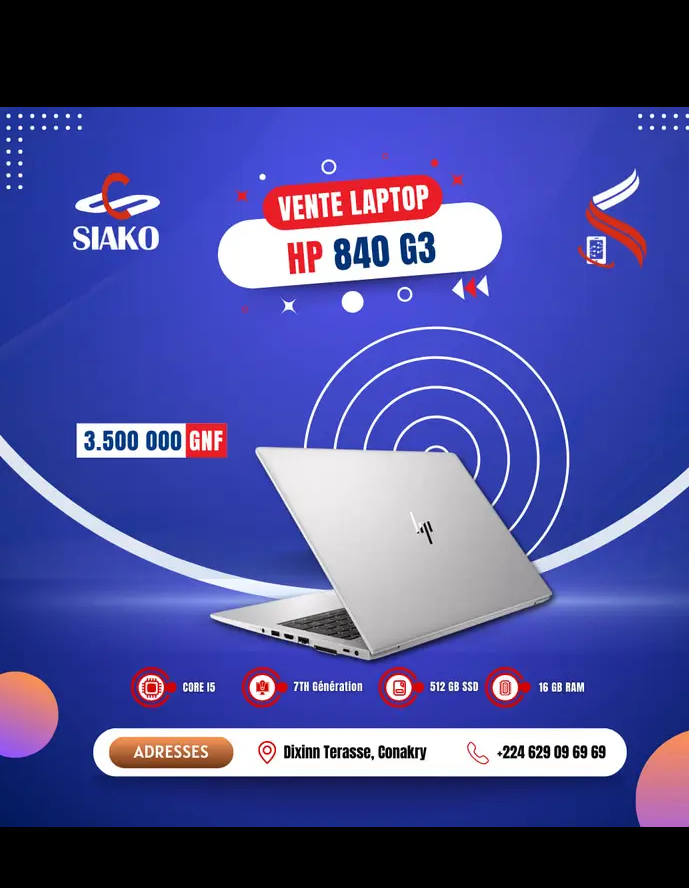 SIAKO
VENTE LAPTOP
HP 840 G3
3.500 000 GNF
CORE I5
7TH Génération
512 GB SSD
16 GB RAM
ADRESSES
Dixinn Terasse, Conakry
+224 629 09 69 69